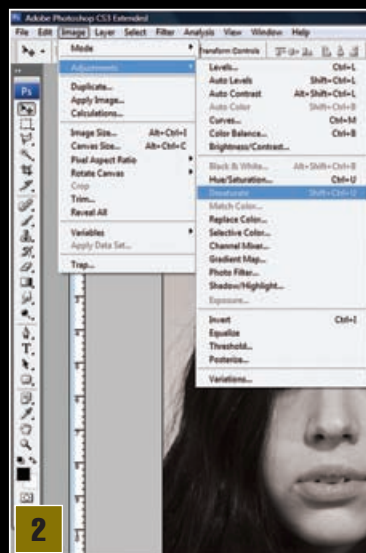 Adobe Photoshop CS3 Extended
File Edit Image Layer Select Filter Analysis View Window Help
Transform Controls
Mode
Adjustments
Duplicate...
Apply Image...
Calculations...
Image Size... Alt+Ctrl+I
Canvas Size... Alt+Ctrl+C
Pixel Aspect Ratio
Rotate Canvas
Crop
Trim...
Reveal All
Variables
Apply Data Set...
Trap...
Levels... Ctrl+L
Auto Levels Shift+Ctrl+L
Auto Contrast Alt+Shift+Ctrl+L
Auto Color Shift+Ctrl+B
Curves... Ctrl+M
Color Balance... Ctrl+B
Brightness/Contrast...
Black & White... Alt+Shift+Ctrl+B
Hue/Saturation... Ctrl+U
Desaturate Shift+Ctrl+U
Match Color...
Replace Color...
Selective Color...
Channel Mixer...
Gradient Map...
Photo Filter...
Shadow/Highlight...
Exposure...
Invert Ctrl+I
Equalize
Threshold...
Posterize...
Variations...
Ps
T
2